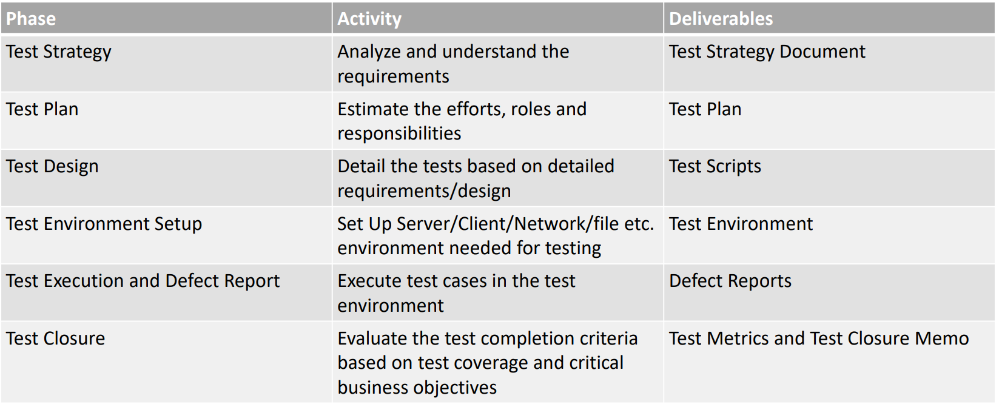 Phase Activity Deliverables
Test Strategy Analyze and understand the Test Strategy Document
requirements
Test Plan Estimate the efforts, roles and Test Plan
responsibilities
Test Design Detail the tests based on detailed Test Scripts
requirements/design
Test Environment Setup Set Up Server/Client/Network/file etc. Test Environment
environment needed for testing
Test Execution and Defect Report Execute test cases in the test Defect Reports
environment
Test Closure Evaluate the test completion criteria Test Metrics and Test Closure Memo
based on test coverage and critical
business objectives